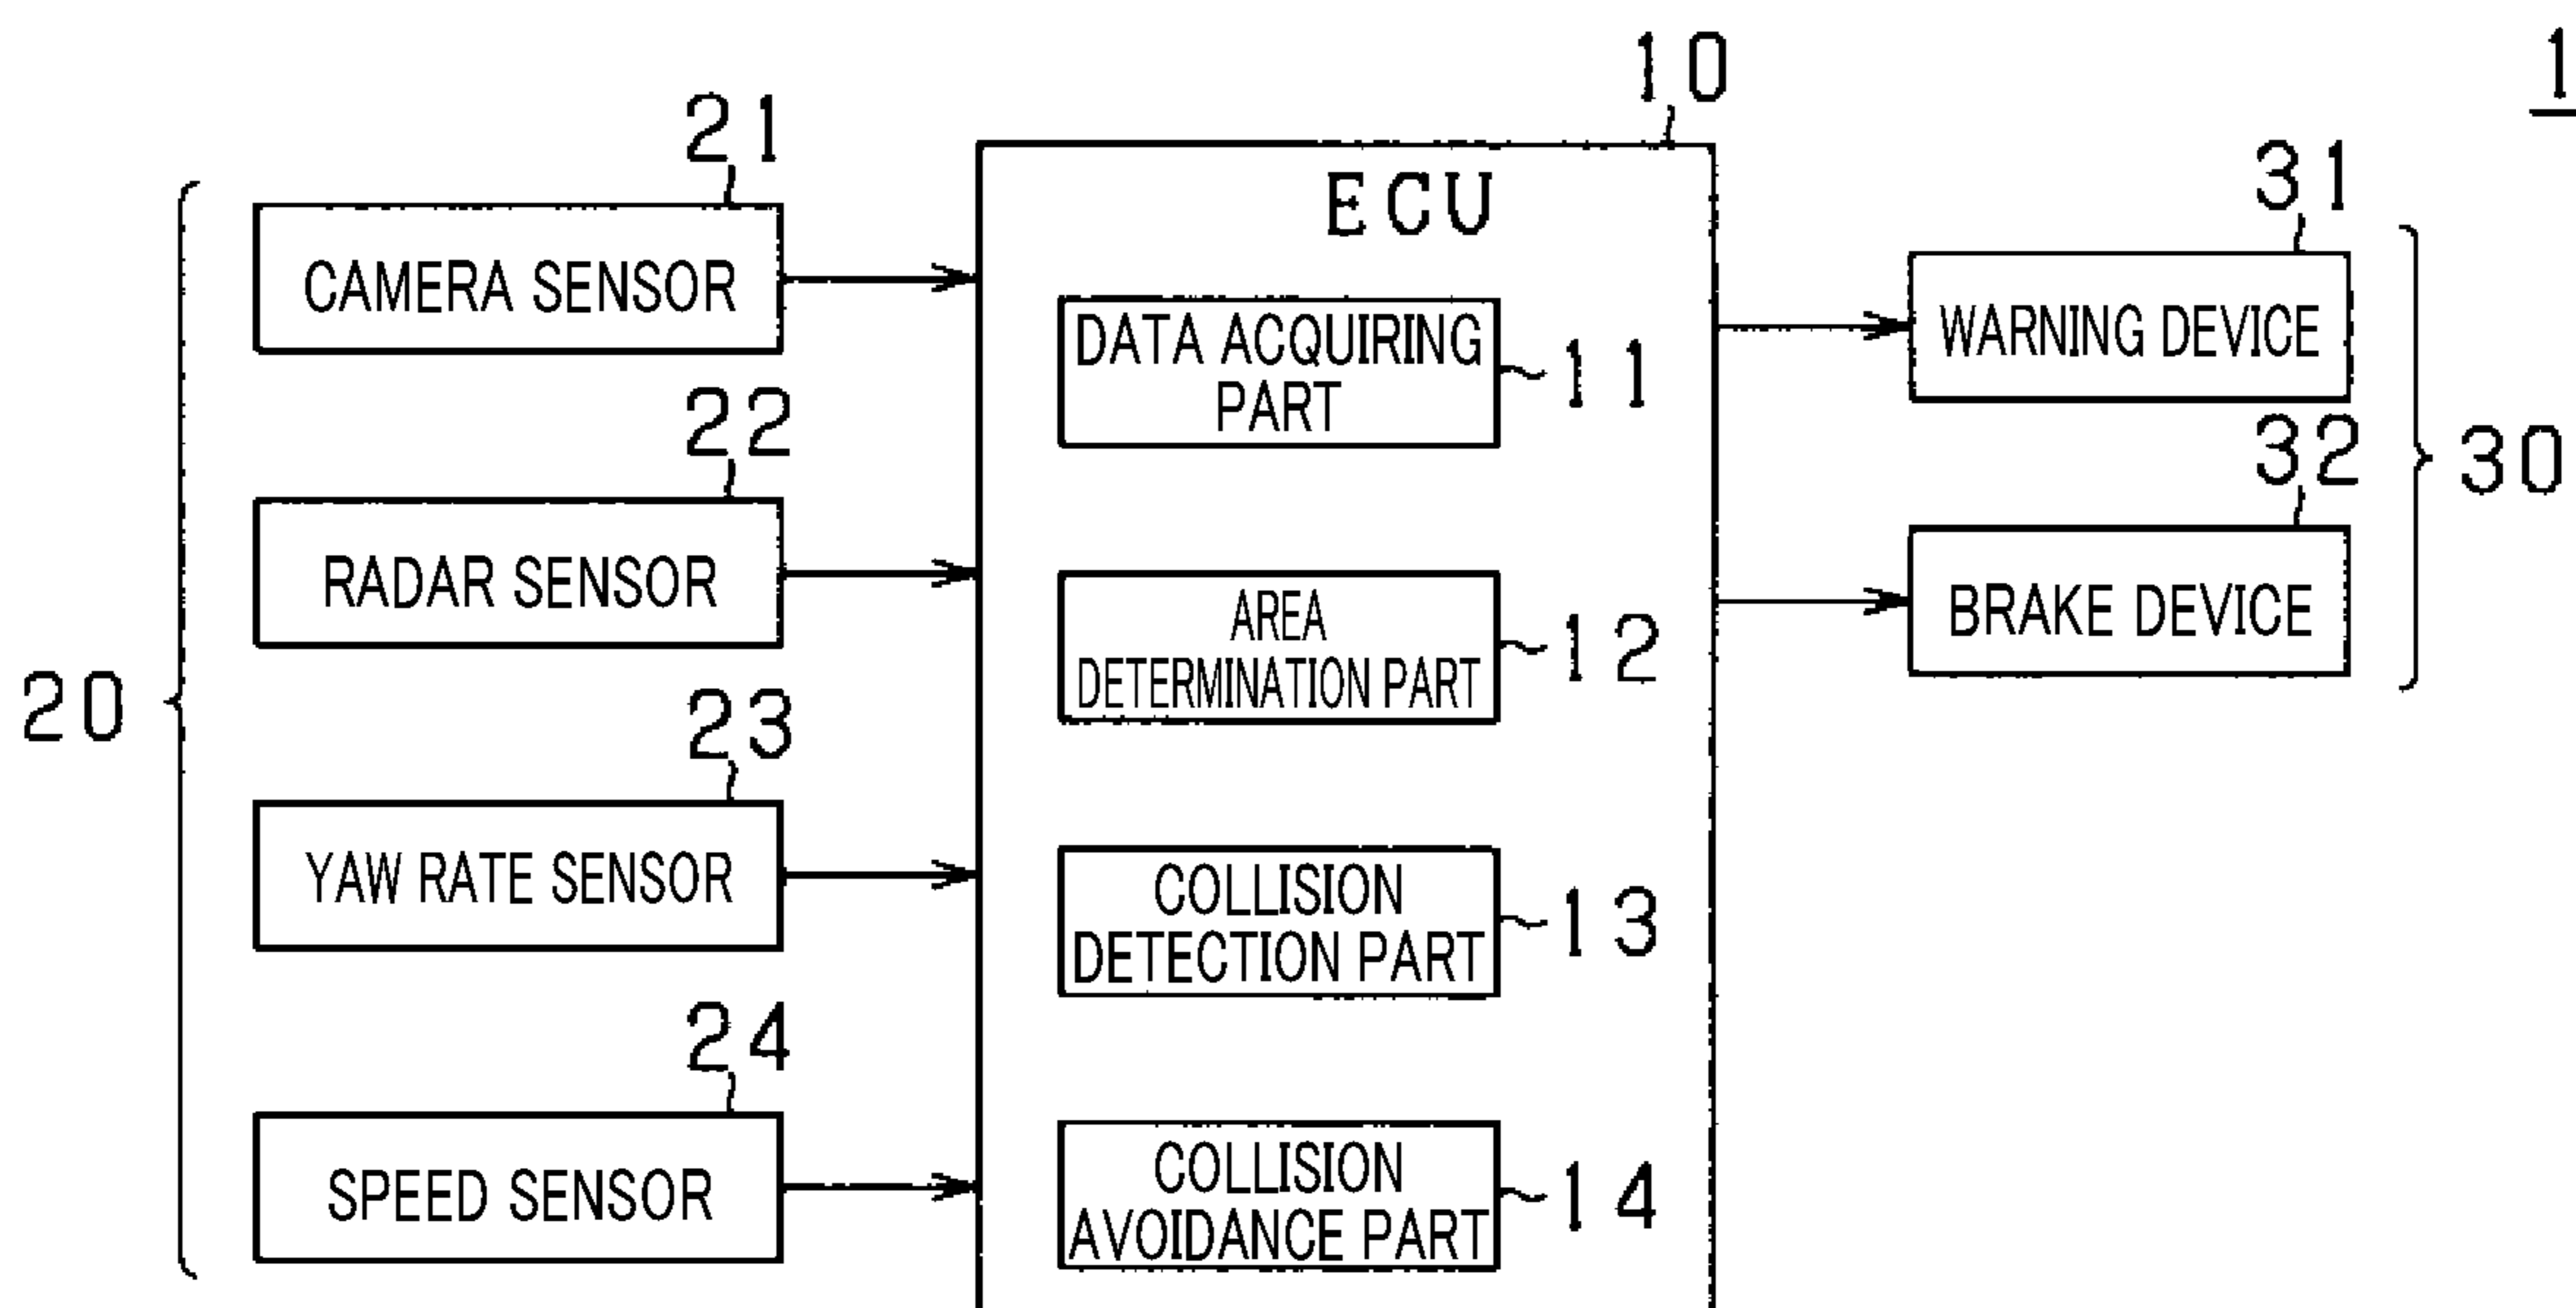 1
10
ECU
20
21
CAMERA SENSOR
22
RADAR SENSOR
23
YAW RATE SENSOR
24
SPEED SENSOR
DATA ACQUIRING
PART
11
AREA
DETERMINATION PART
12
COLLISION
DETECTION PART
13
COLLISION
AVOIDANCE PART
14
31
WARNING DEVICE
32
BRAKE DEVICE
30